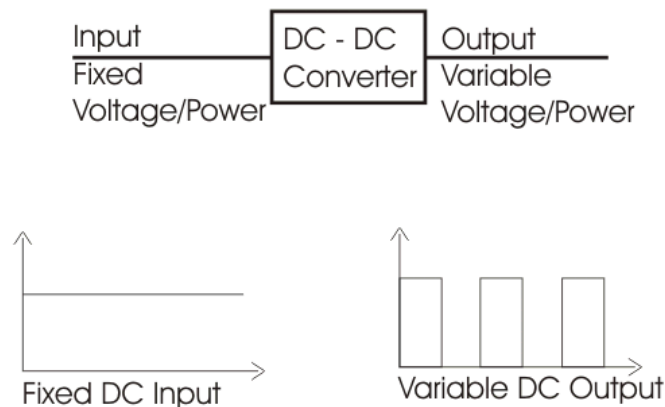 Input
Fixed
Voltage/Power
DC - DC
Converter
Output
Variable
Voltage/Power
Fixed DC Input
Variable DC Output